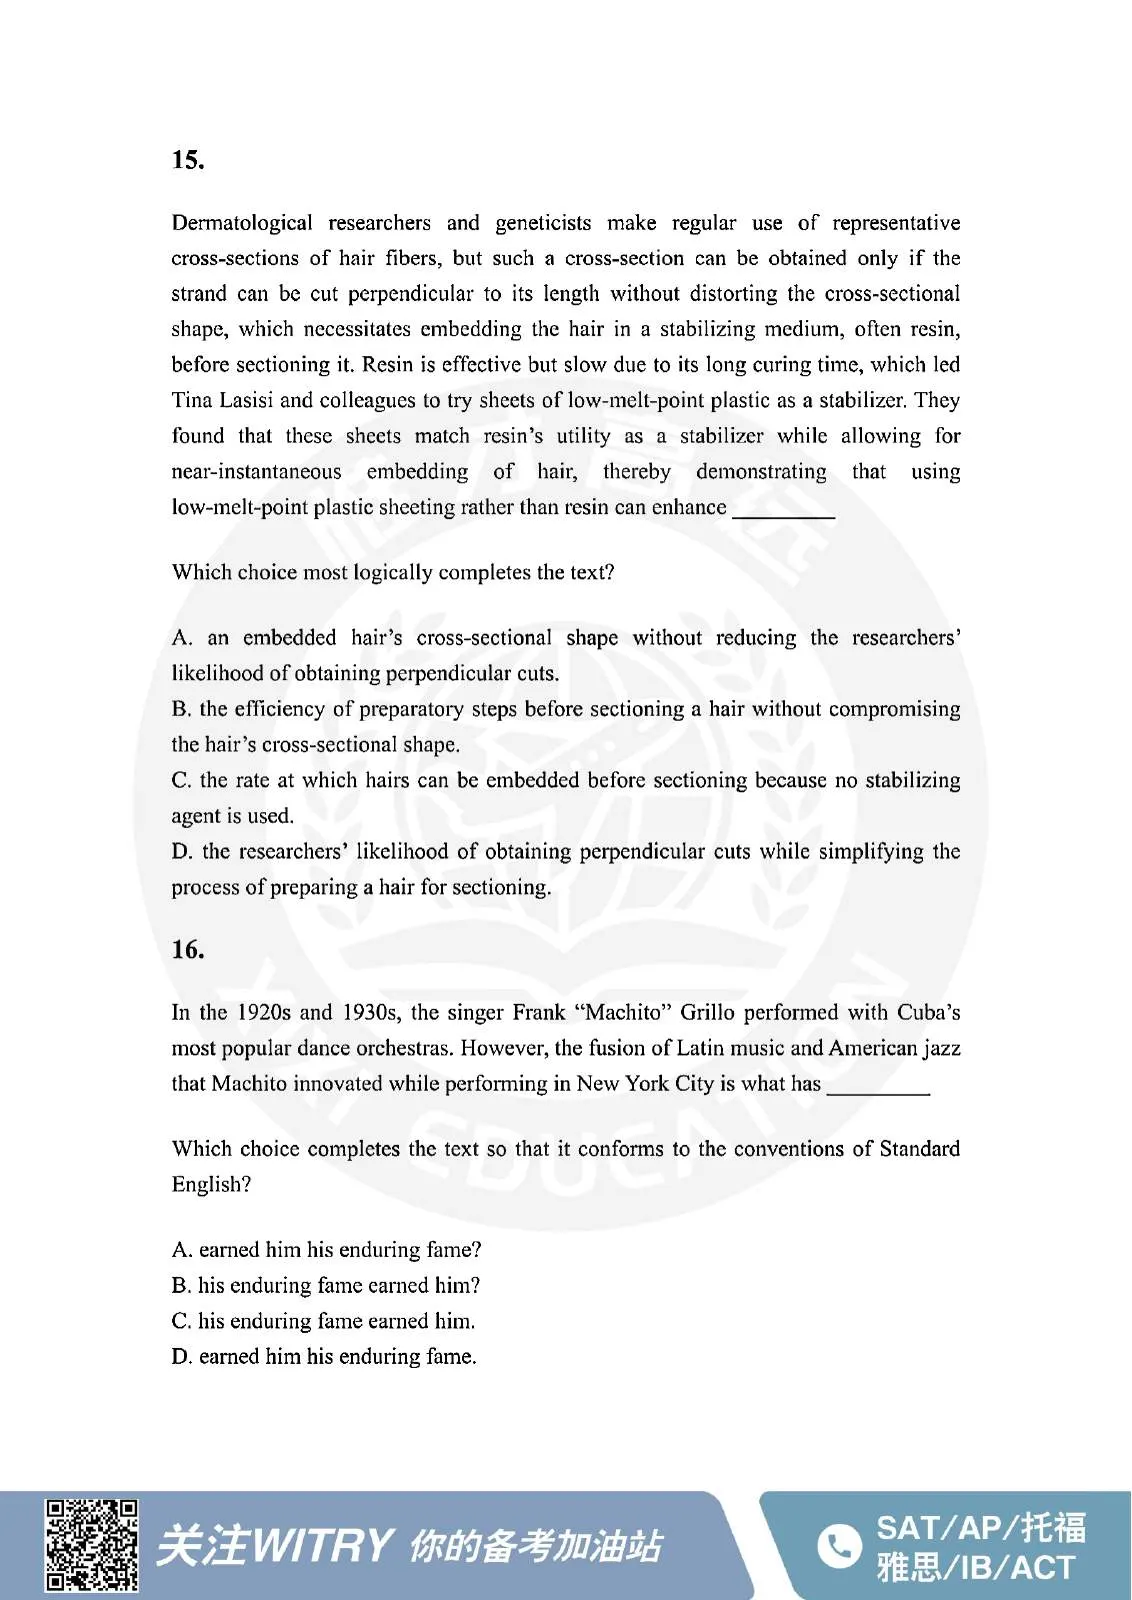 15.
Dermatological researchers and geneticists make regular use of representative
cross-sections of hair fibers, but such a cross-section can be obtained only if the
strand can be cut perpendicular to its length without distorting the cross-sectional
shape, which necessitates embedding the hair in a stabilizing medium, often resin,
before sectioning it. Resin is effective but slow due to its long curing time, which led
Tina Lasisi and colleagues to try sheets of low-melt-point plastic as a stabilizer. They
found that these sheets match resin's utility as a stabilizer while allowing for
near-instantaneous embedding of hair, thereby demonstrating that using
low-melt-point plastic sheeting rather than resin can enhance _________
Which choice most logically completes the text?
A. an embedded hair's cross-sectional shape without reducing the researchers'
likelihood of obtaining perpendicular cuts.
B. the efficiency of preparatory steps before sectioning a hair without compromising
the hair's cross-sectional shape.
C. the rate at which hairs can be embedded before sectioning because no stabilizing
agent is used.
D. the researchers' likelihood of obtaining perpendicular cuts while simplifying the
process of preparing a hair for sectioning.
16.
In the 1920s and 1930s, the singer Frank “Machito” Grillo performed with Cuba's
most popular dance orchestras. However, the fusion of Latin music and American jazz
that Machito innovated while performing in New York City is what has _________
Which choice completes the text so that it conforms to the conventions of Standard
English?
A. earned him his enduring fame?
B. his enduring fame earned him?
C. his enduring fame earned him.
D. earned him his enduring fame.
EDUCATION
关注WITRY 你的备考加油站
SAT/AP/托福
雅思/IB/ACT